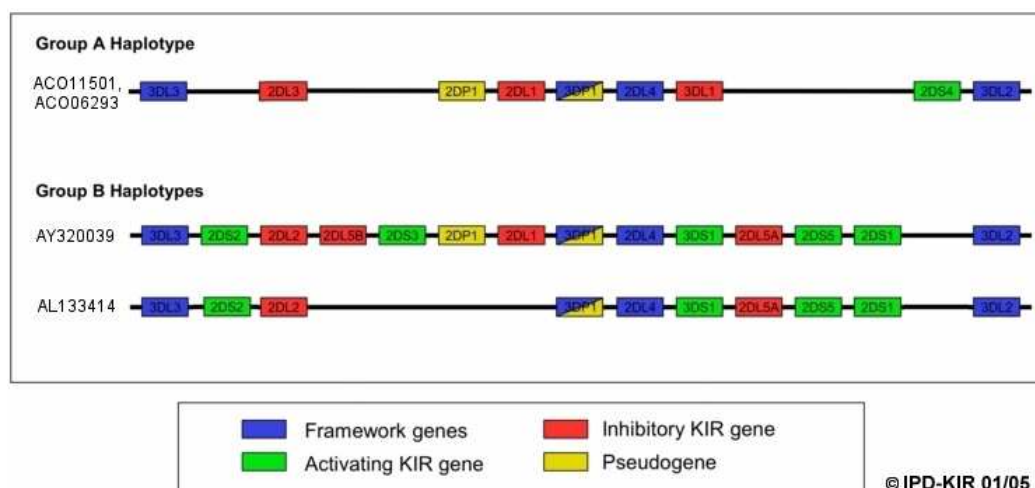 Group A Haplotype
ACO11501,
ACO06293
3DL3 2DL3 2DP1 2DL1 3DP1 2DL4 3DL1 2DS4 3DL2
Group B Haplotypes
AY320039 3DL3 2DS2 2DL2 2DL5B 2DS3 2DP1 2DL1 3DP1 2DL4 3DS1 2DL5A 2DS5 2DS1 3DL2
AL133414 3DL3 2DS2 2DL2 3DP1 2DL4 3DS1 2DL5A 2DS5 2DS1 3DL2
Framework genes Inhibitory KIR gene
Activating KIR gene Pseudogene
© IPD-KIR 01/05